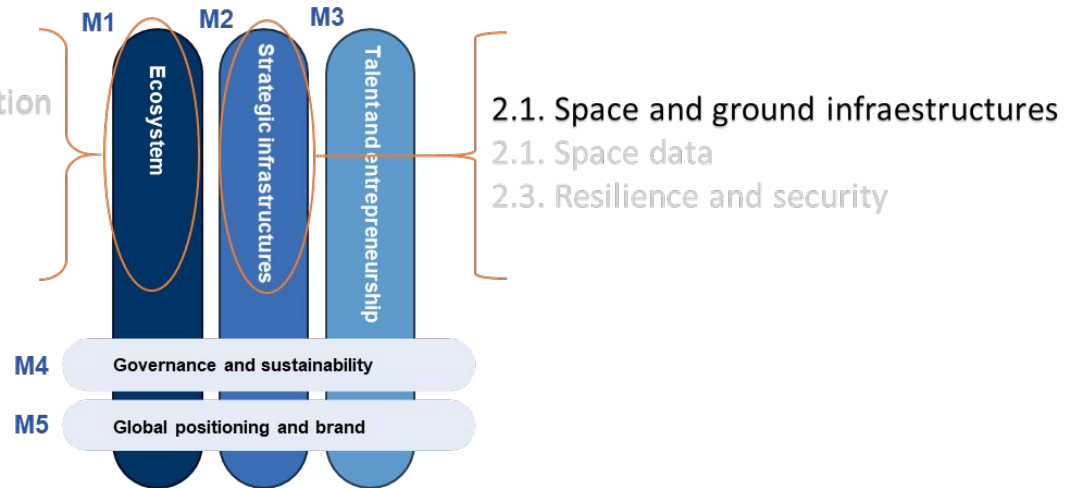 M1
M2
M3
Ecosystem
Strategic infrastructures
Talent and entrepreneurship
2.1. Space and ground infraestructures
2.1. Space data
2.3. Resilience and security
M4
Governance and sustainability
M5
Global positioning and brand